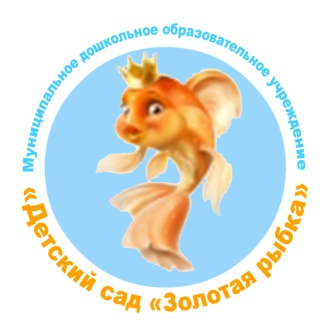 Муниципальное дошкольное образовательное учреждение
«Детский сад «Золотая рыбка»